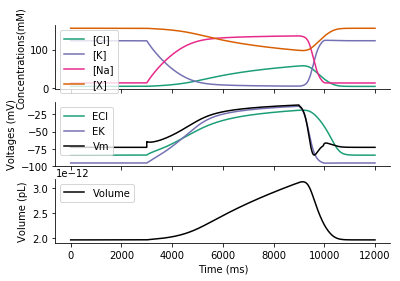 Concentrations(mM)
100
0
[Cl]
[K]
[Na]
[X]
Voltages (mV)
−25
−50
−75
−100
ECl
EK
Vm
1e−12
Volume (pL)
3.0
2.5
2.0
Volume
0 2000 4000 6000 8000 10000 12000
Time (ms)